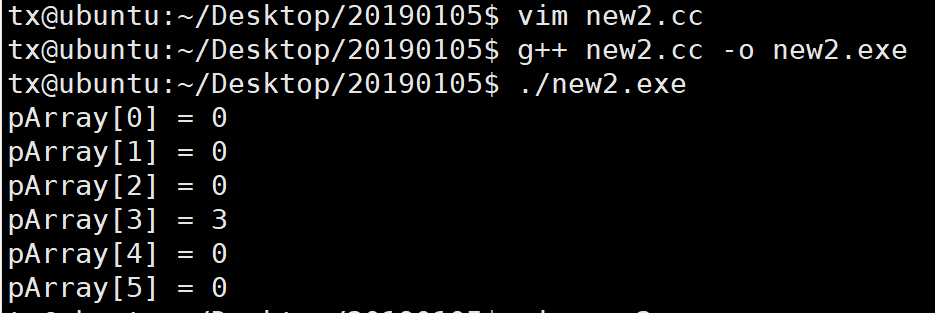 tx@ubuntu:~/Desktop/20190105$ vim new2.cc
tx@ubuntu:~/Desktop/20190105$ g++ new2.cc -o new2.exe
tx@ubuntu:~/Desktop/20190105$ ./new2.exe
pArray[0] = 0
pArray[1] = 0
pArray[2] = 0
pArray[3] = 3
pArray[4] = 0
pArray[5] = 0